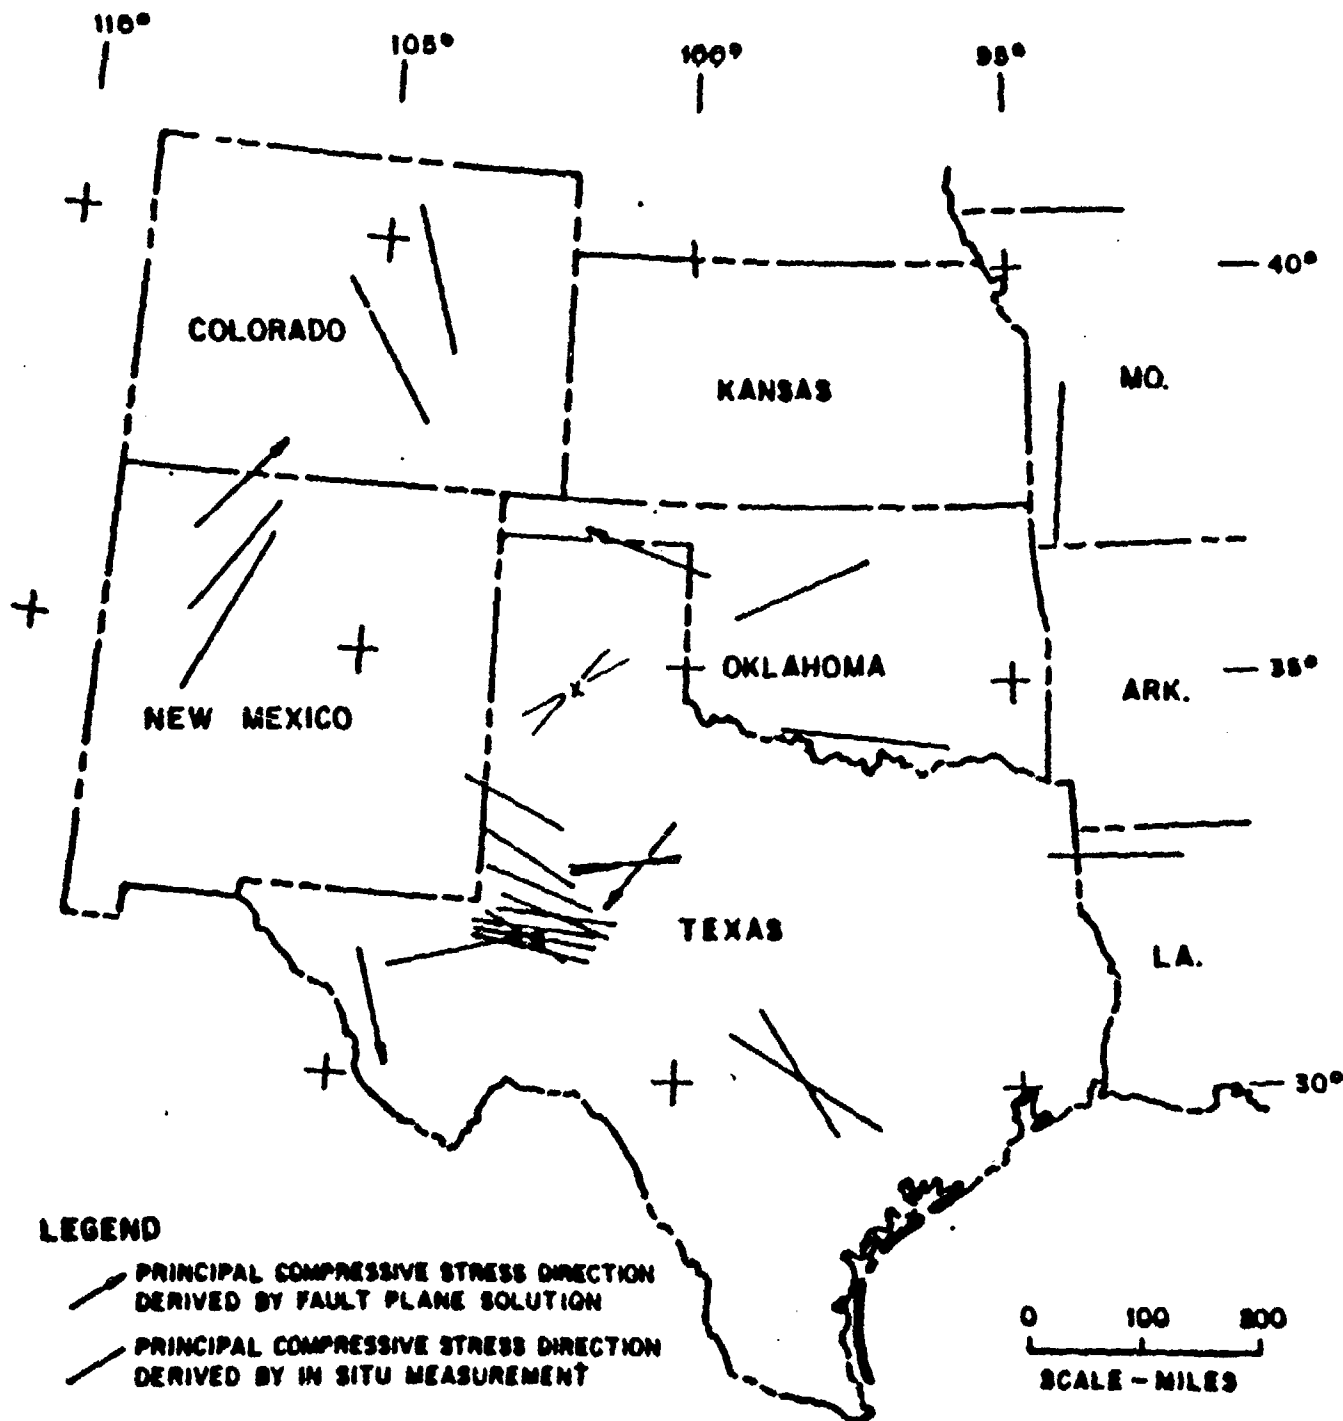 110°
105°
100°
95°
40°
COLORADO
KANSAS
MO.
OKLAHOMA
35°
ARK.
NEW MEXICO
TEXAS
LA.
30°
LEGEND
PRINCIPAL COMPRESSIVE STRESS DIRECTION
DERIVED BY FAULT PLANE SOLUTION
PRINCIPAL COMPRESSIVE STRESS DIRECTION
DERIVED BY IN SITU MEASUREMENT
0 100 200
SCALE - MILES